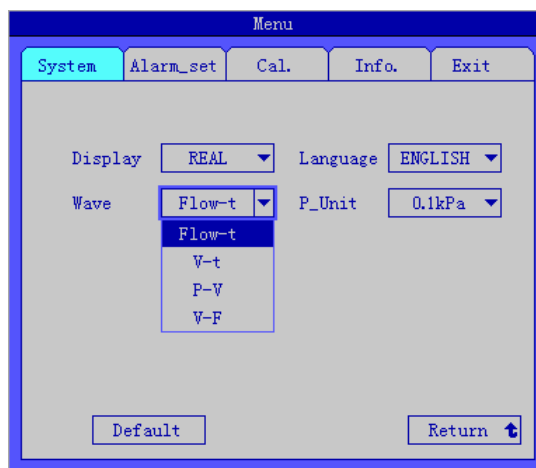 Menu
System Alarm_set Cal. Info. Exit
Display REAL Language ENGLISH
Wave Flow-t P_Unit 0.1kPa
Flow-t
V-t
P-V
V-F
Default Return